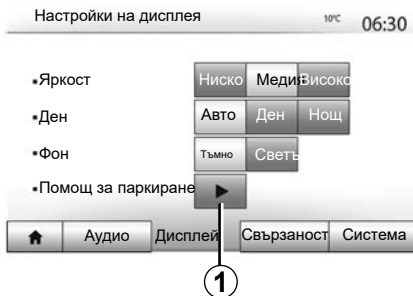 Настройки на дисплея 10°C 06:30
▪Яркост Ниско Медия Високо
▪Ден Авто Ден Нощ
▪Фон Тъмно Светъ
▪Помощ за паркиране
Аудио Дисплей Свързаност Система
1